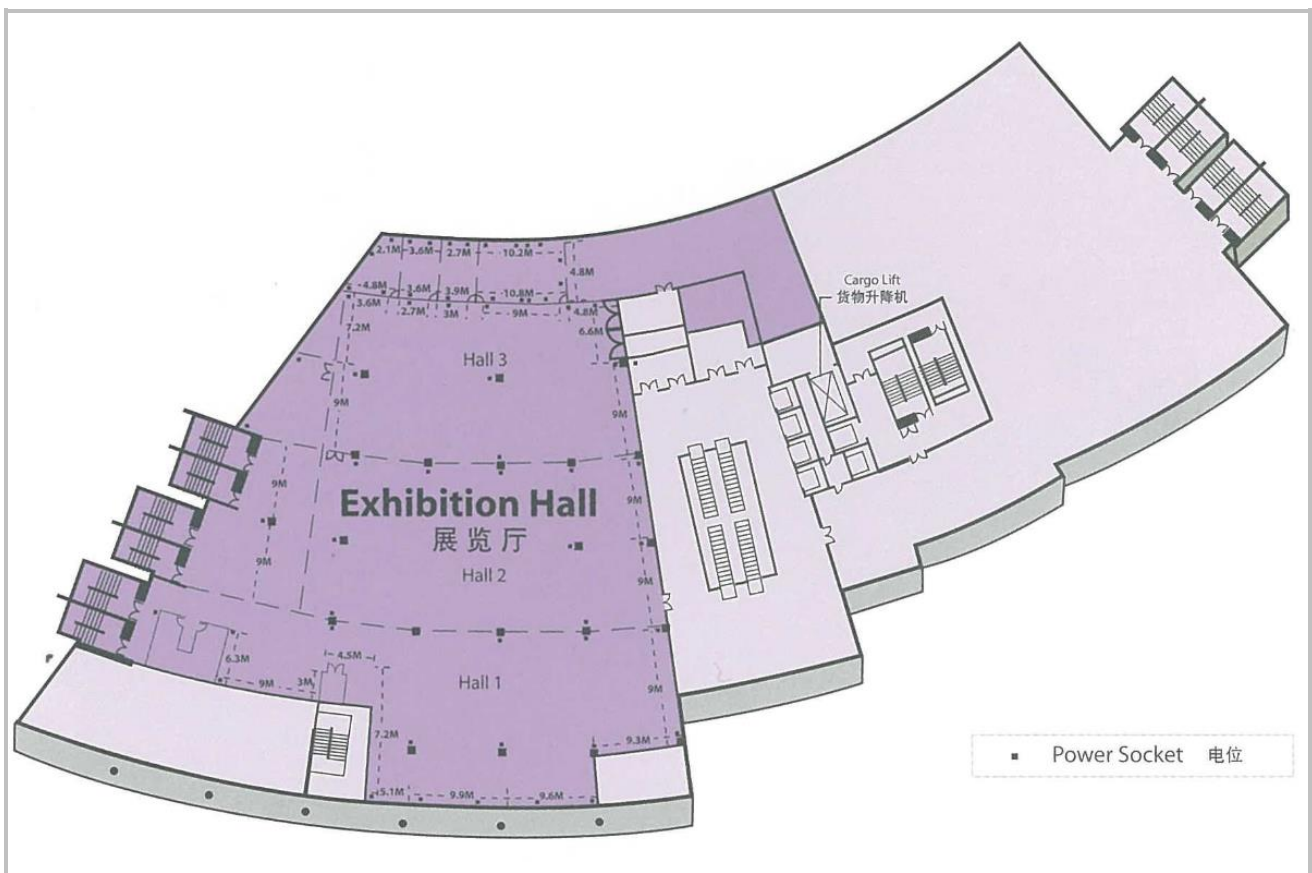 2.1M 3.6M 2.7M 10.2M
4.8M
4.8M 3.6M 3.9M 10.8M
3.6M 2.7M 3M 9M 4.8M
7.2M
6.6M
Cargo Lift
货物升降机
Hall 3
9M
9M
9M
9M
Exhibition Hall
展览厅
9M
Hall 2
9M
6.3M
4.5M
9M
3M
Hall 1
9M
7.2M
9.3M
5.1M 9.9M 9.6M
Power Socket 电位